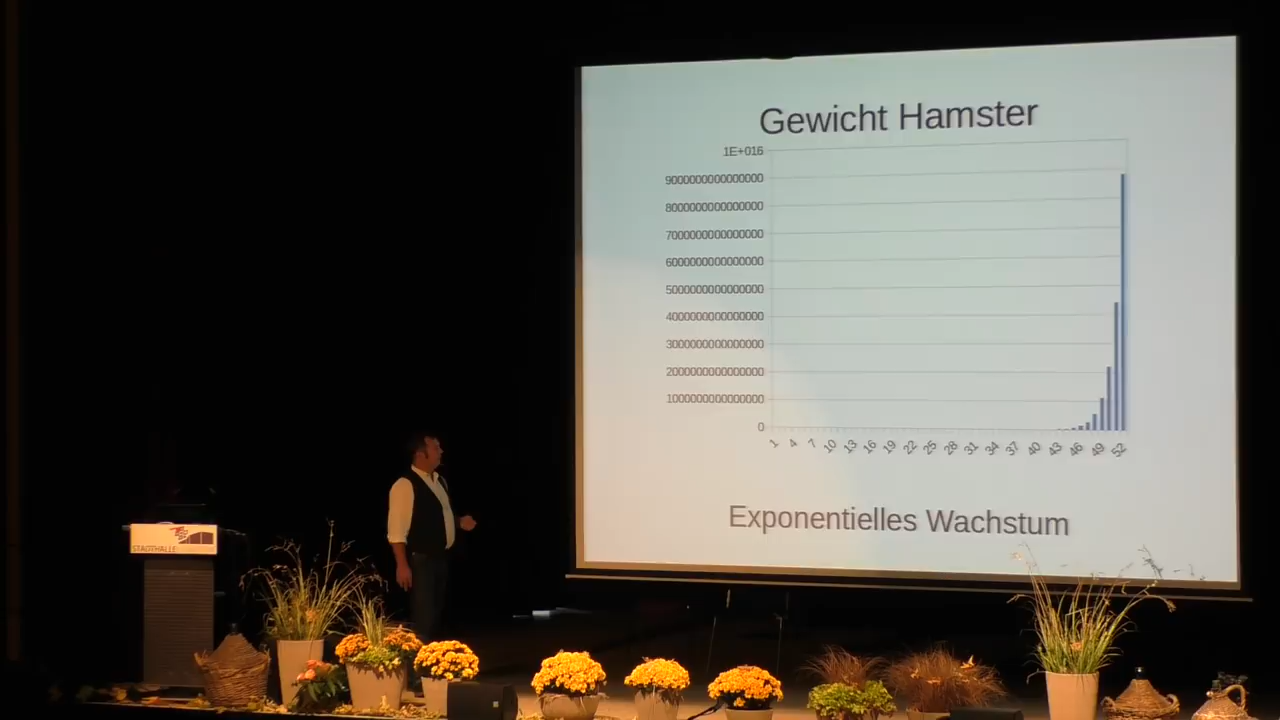 Gewicht Hamster
1E+016
9000000000000000
8000000000000000
7000000000000000
6000000000000000
5000000000000000
4000000000000000
3000000000000000
2000000000000000
1000000000000000
0
1 4 7 10 13 16 19 22 25 28 31 34 37 40 43 46 49 52
Exponentielles Wachstum
STADTHALLE